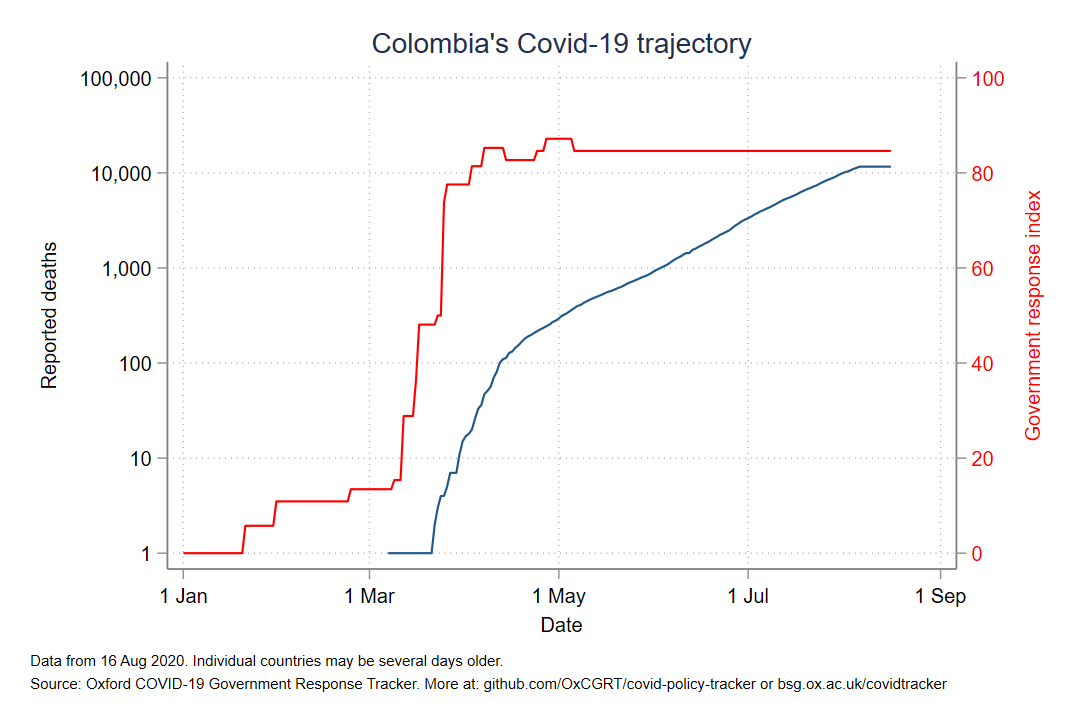 Colombia's Covid-19 trajectory
100,000
10,000
1,000
100
10
1
Reported deaths
100
80
60
40
20
0
Government response index
1 Jan
1 Mar
1 May
1 Jul
1 Sep
Date
Data from 16 Aug 2020. Individual countries may be several days older.
Source: Oxford COVID-19 Government Response Tracker. More at: github.com/OxCGRT/covid-policy-tracker or bsg.ox.ac.uk/covidtracker